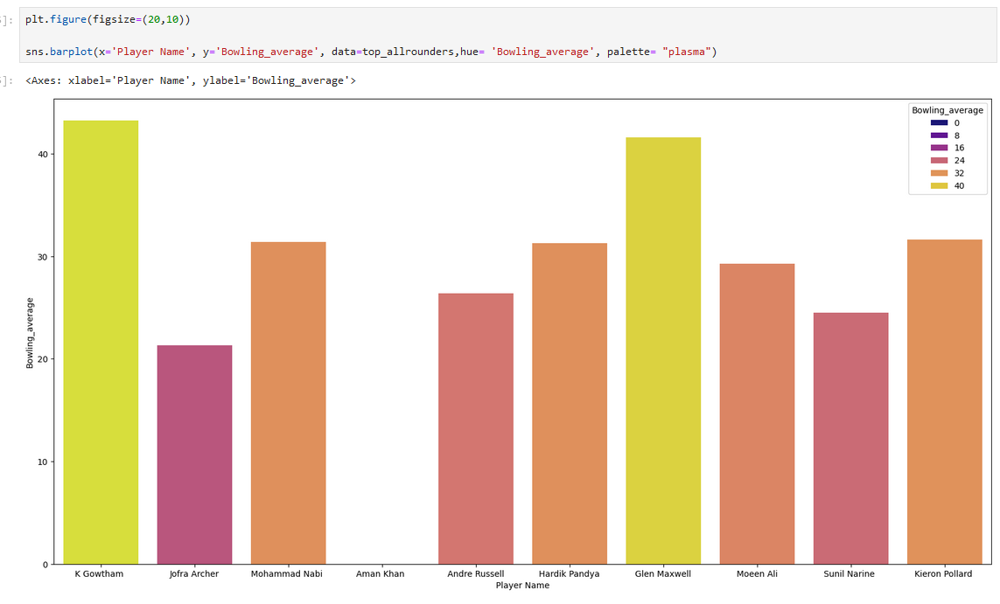 ]: plt.figure(figsize=(20,10))
sns.barplot(x='Player Name', y='Bowling_average', data=top_allrounders,hue= 'Bowling_average', palette= "plasma")
]: <Axes: xlabel='Player Name', ylabel='Bowling_average'>
Bowling_average
0
8
16
24
32
40
40
30
20
10
0
Bowling_average
K Gowtham Jofra Archer Mohammad Nabi Aman Khan Andre Russell Hardik Pandya Glen Maxwell Moeen Ali Sunil Narine Kieron Pollard
Player Name